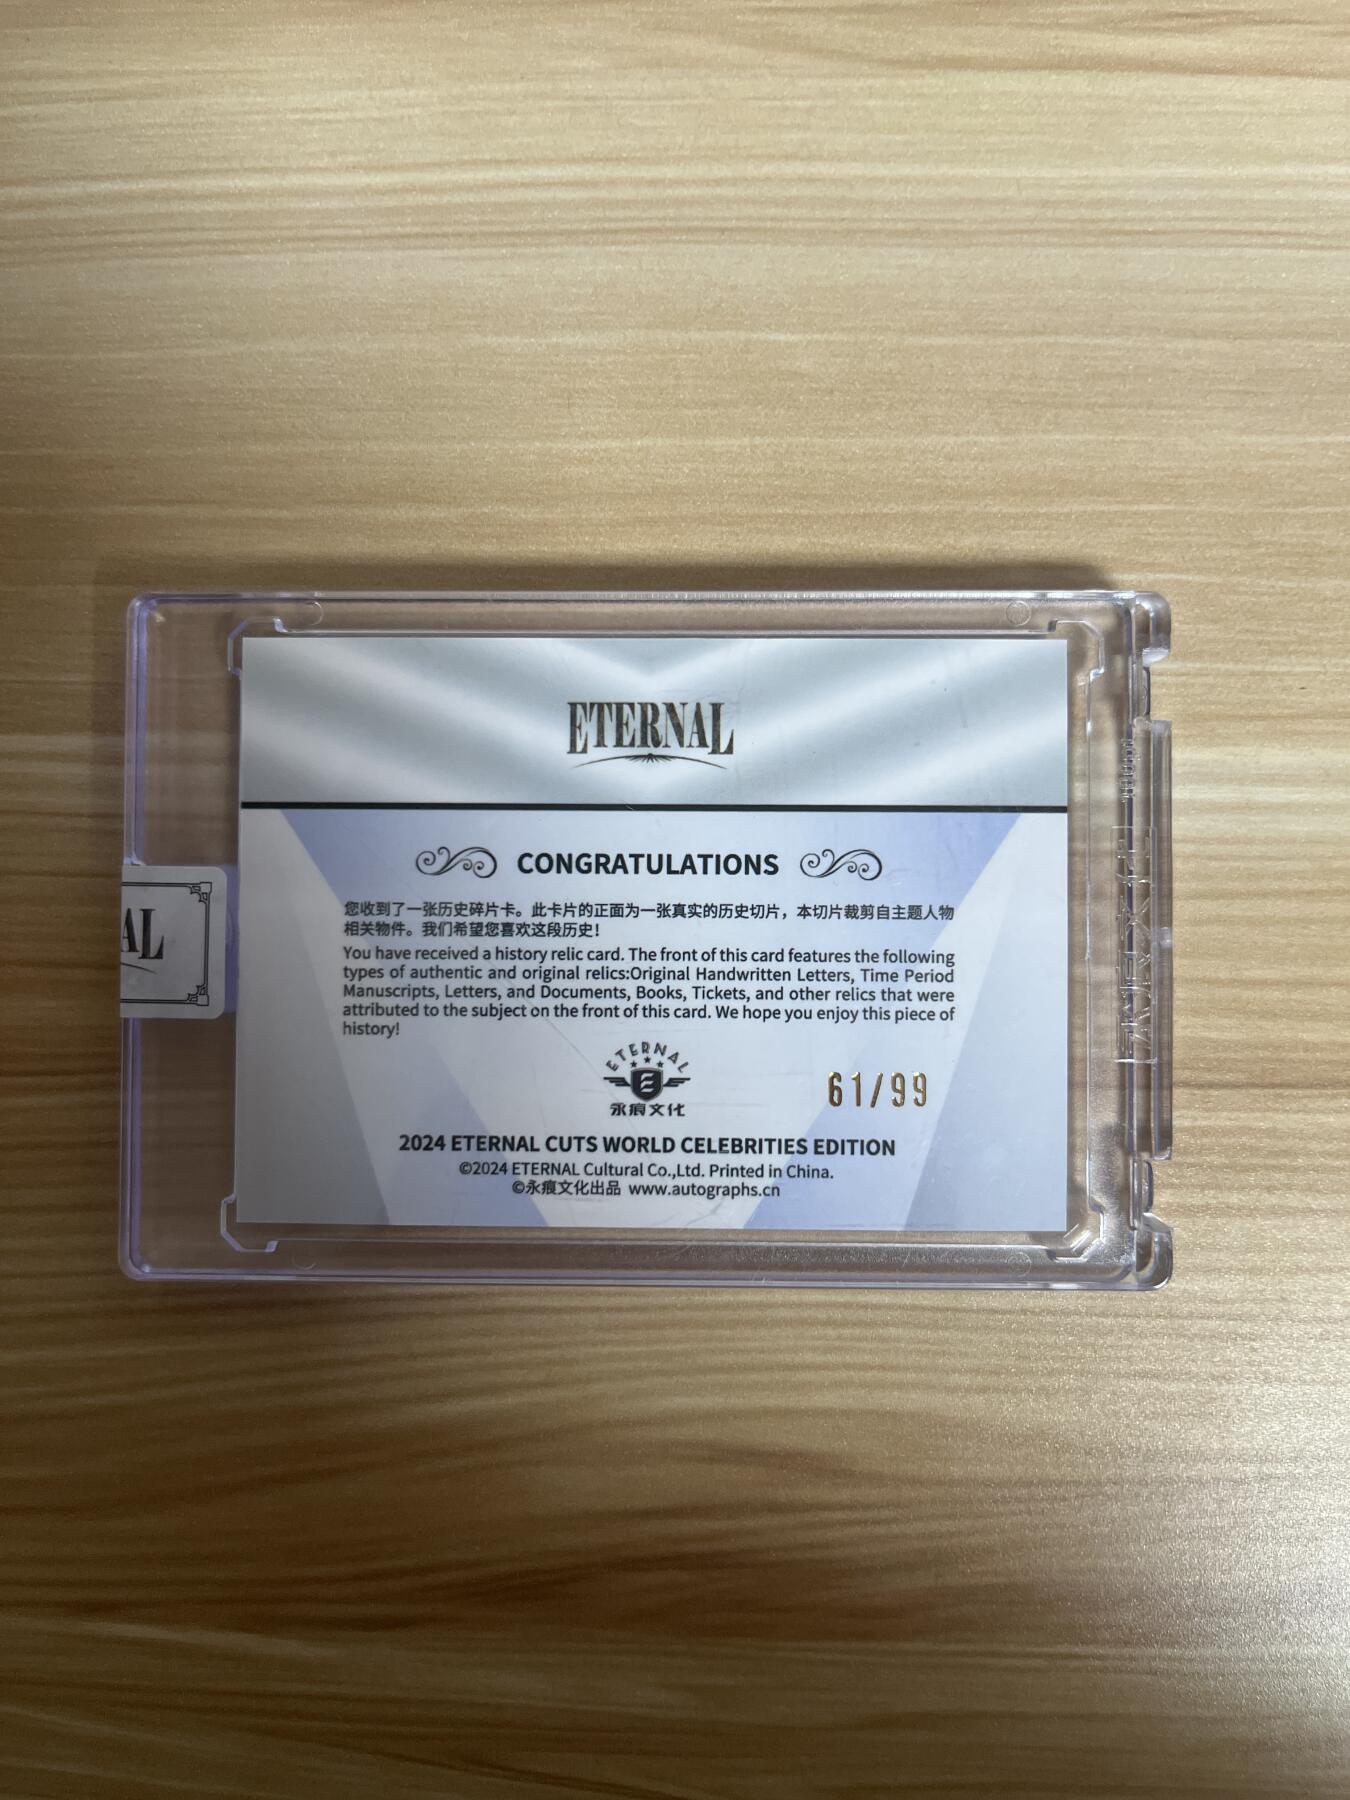 ETERNAL
CONGRATULATIONS
您收到了一张历史碎片卡。此卡片的正面为一张真实的历史切片，本切片裁剪自主题人物
相关物件。我们希望您喜欢这段历史！
You have received a history relic card. The front of this card features the following
types of authentic and original relics:Original Handwritten Letters, Time Period
Manuscripts, Letters, and Documents, Books, Tickets, and other relics that were
attributed to the subject on the front of this card. We hope you enjoy this piece of
history!
AL
ETERNAL
E
永痕文化
61/99
2024 ETERNAL CUTS WORLD CELEBRITIES EDITION
©2024 ETERNAL Cultural Co.,Ltd. Printed in China.
©永痕文化出品 www.autographs.cn
永痕文化